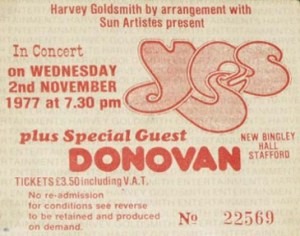 Harvey Goldsmith by arrangement with
Sun Artistes present
In Concert
on WEDNESDAY
2nd NOVEMBER
1977 at 7.30 pm
Yes
plus Special Guest
DONOVAN
NEW BINGLEY
HALL
STAFFORD
TICKETS £3.50 including V.A.T.
No re-admission
for conditions see reverse
to be retained and produced
on demand.
No 22569